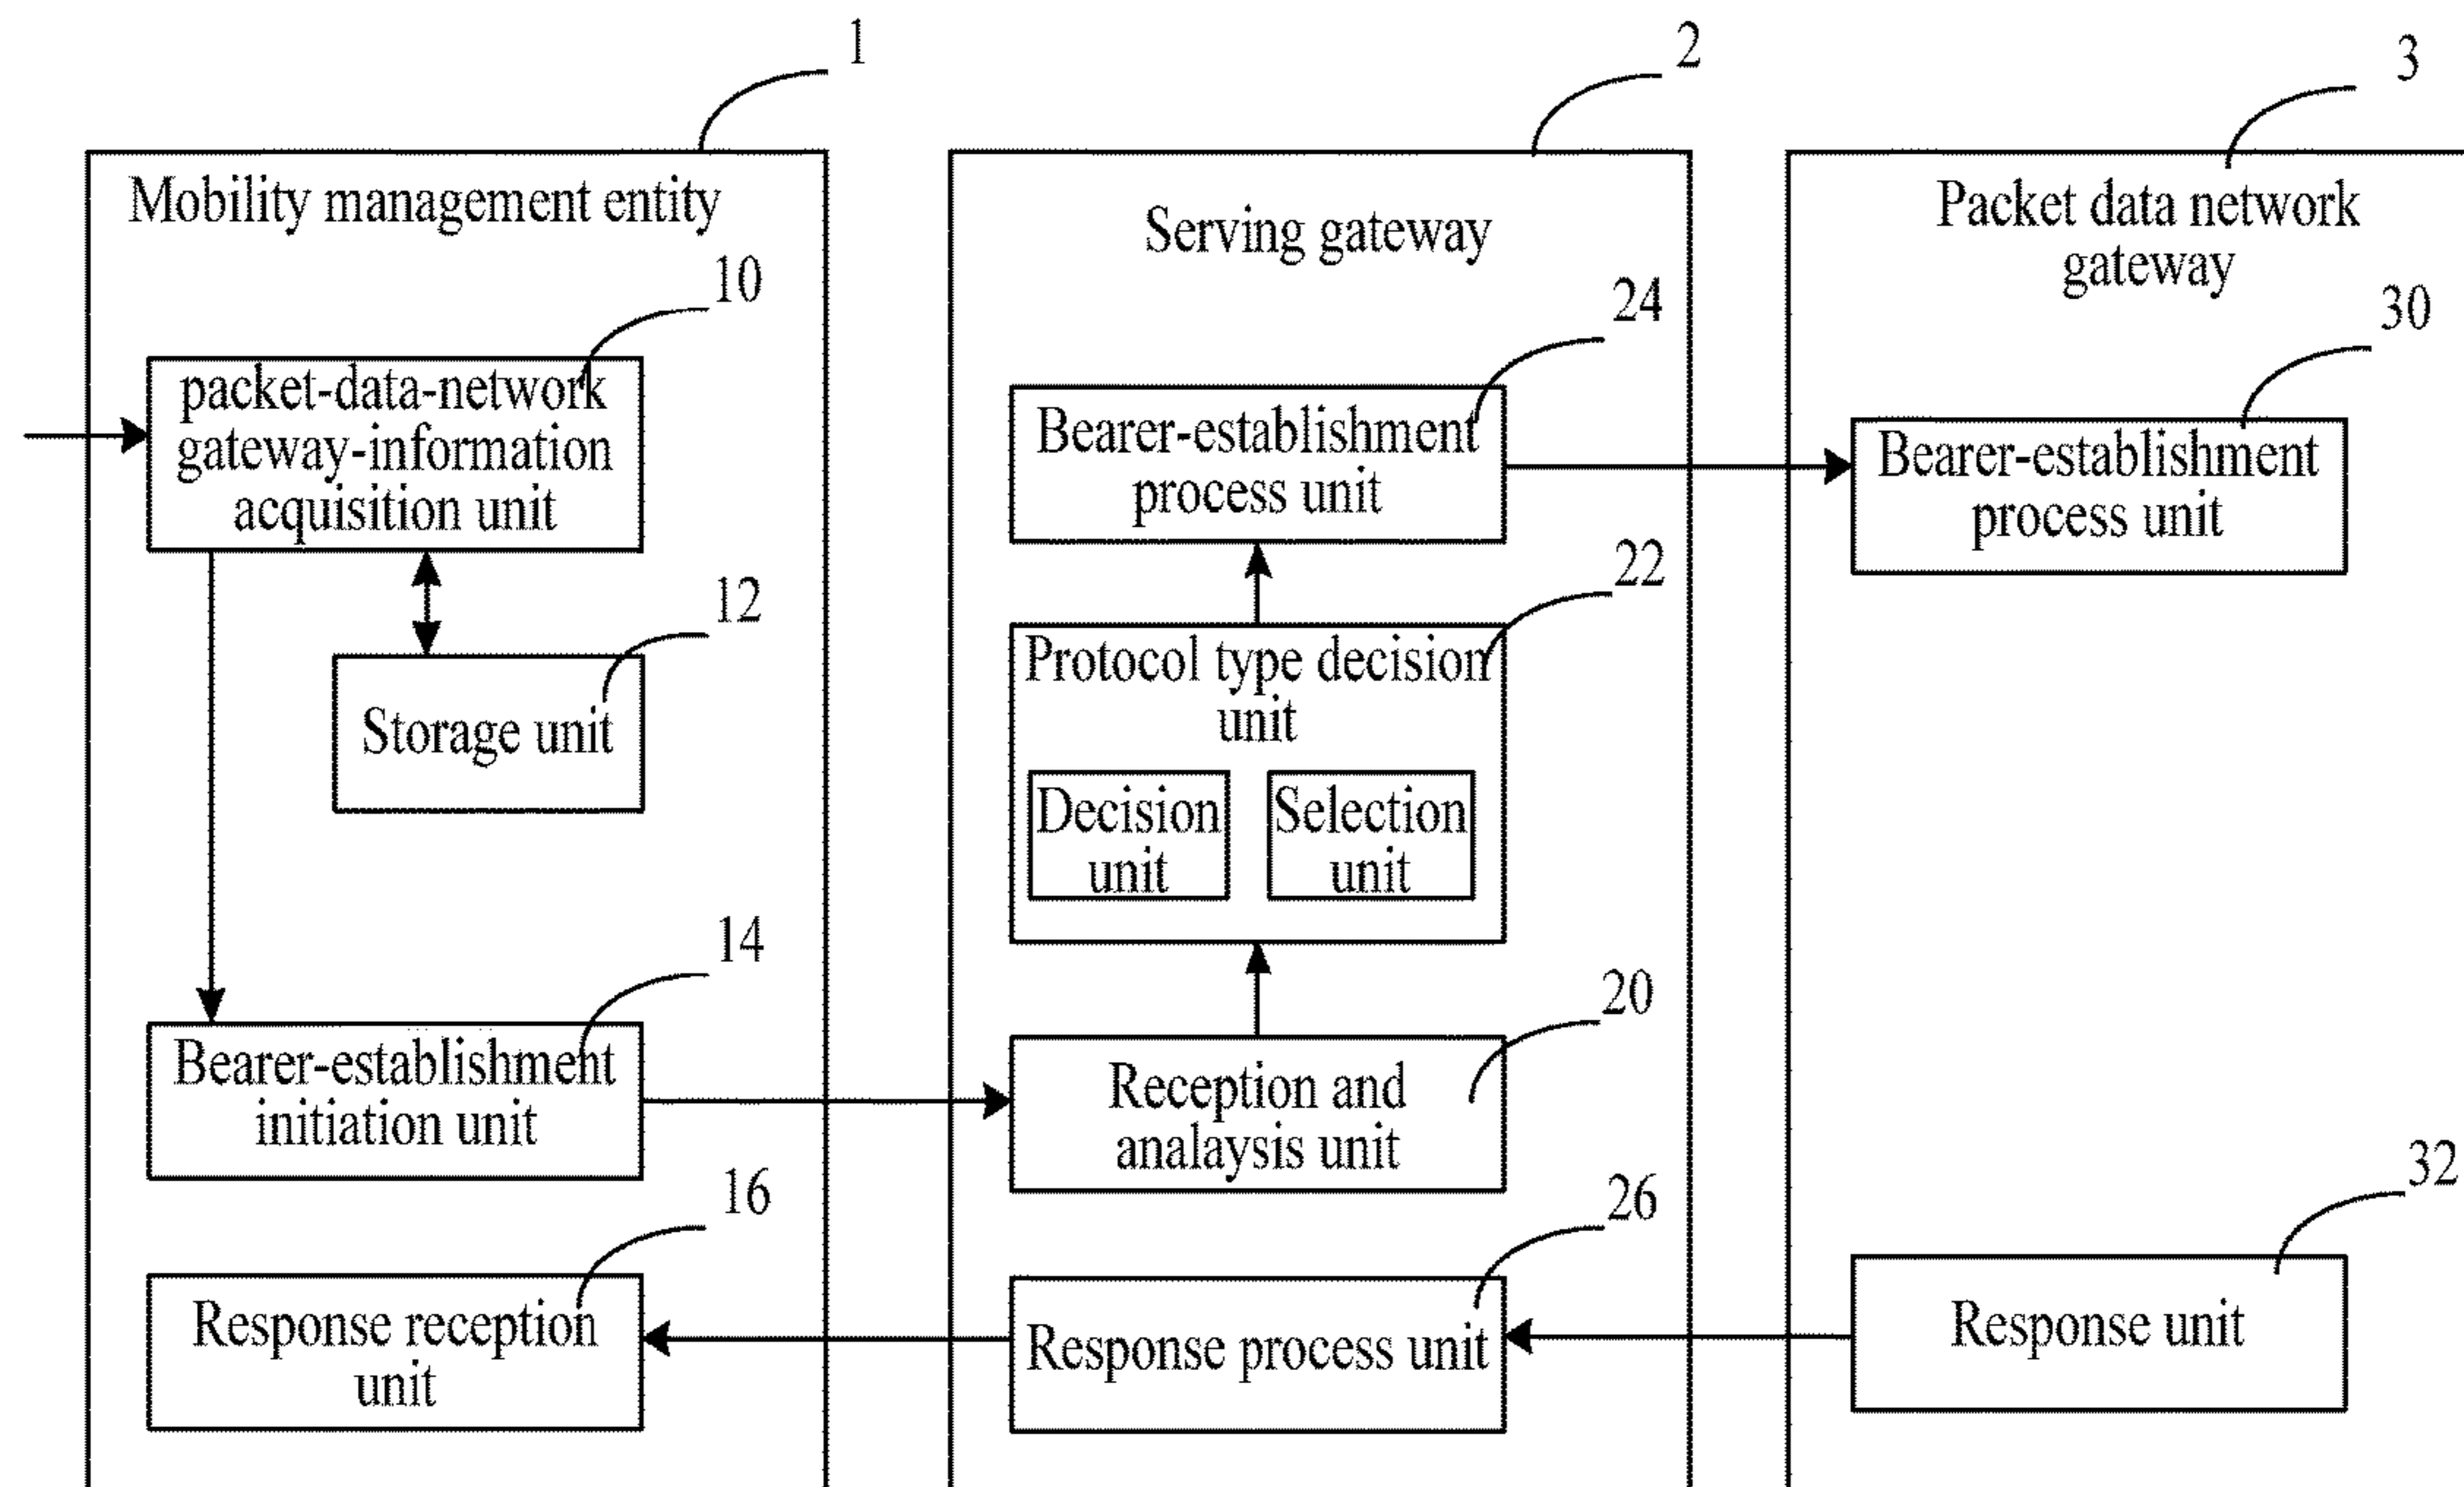 1
2
3
Mobility management entity
10
packet-data-network
gateway-information
acquisition unit
12
Storage unit
14
Bearer-establishment
initiation unit
16
Response reception
unit
Serving gateway
24
Bearer-establishment
process unit
22
Protocol type decision
unit
Decision
unit
Selection
unit
20
Reception and
analaysis unit
26
Response process unit
Packet data network
gateway
30
Bearer-establishment
process unit
32
Response unit